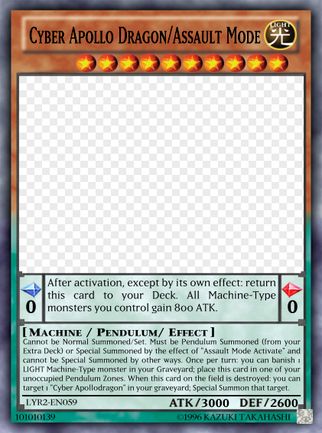 Cyber Apollo Dragon/Assault Mode
LIGHT
光
0
After activation, except by its own effect: return
this card to your Deck. All Machine-Type
monsters you control gain 800 ATK.
0
[ Machine / Pendulum/ Effect ]
Cannot be Normal Summoned/Set. Must be Pendulum Summoned (from your
Extra Deck) or Special Summoned by the effect of "Assault Mode Activate" and
cannot be Special Summoned by other ways. Once per turn: you can banish 1
LIGHT Machine-Type monster in your Graveyard; place this card in one of your
unoccupied Pendulum Zones. When this card on the field is destroyed: you can
target 1 "Cyber Apollodragon" in your graveyard; Special Summon that target.
LYR2-EN059
ATK/3000 DEF/2600
101010139
©1996 KAZUKI TAKAHASHI